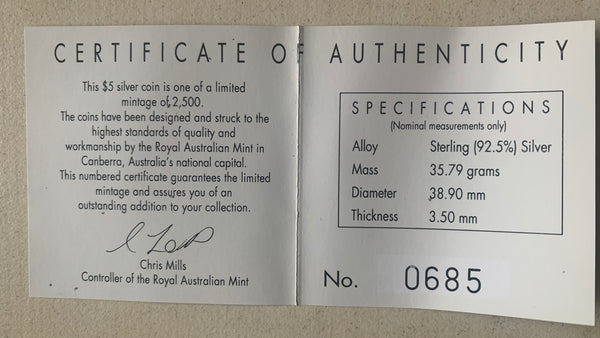 CERTIFICATE OF AUTHENTICITY
This $5 silver coin is one of a limited
mintage of 2,500.
The coins have been designed and struck to the
highest standards of quality and
workmanship by the Royal Australian Mint in
Canberra, Australia's national capital.
This numbered certificate guarantees the limited
mintage and assures you of an
outstanding addition to your collection.
Chris Mills
Controller of the Royal Australian Mint
SPECIFICATIONS
(Nominal measurements only)
Alloy Sterling (92.5%) Silver
Mass 35.79 grams
Diameter 38.90 mm
Thickness 3.50 mm
No. 0685